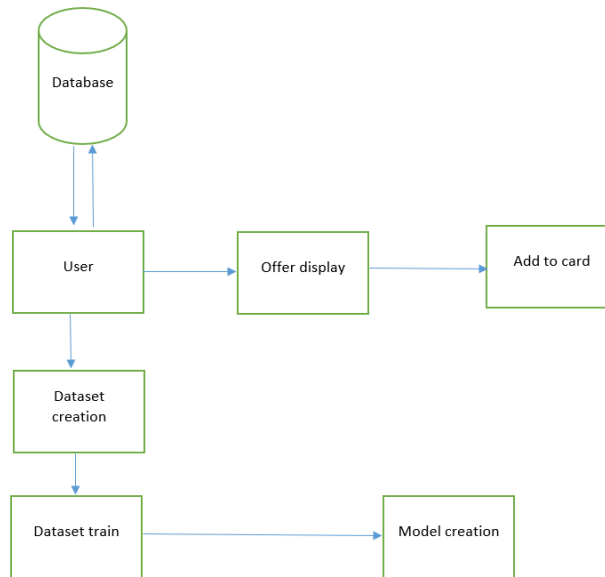 Database
User
Offer display
Add to card
Dataset
creation
Dataset train
Model creation